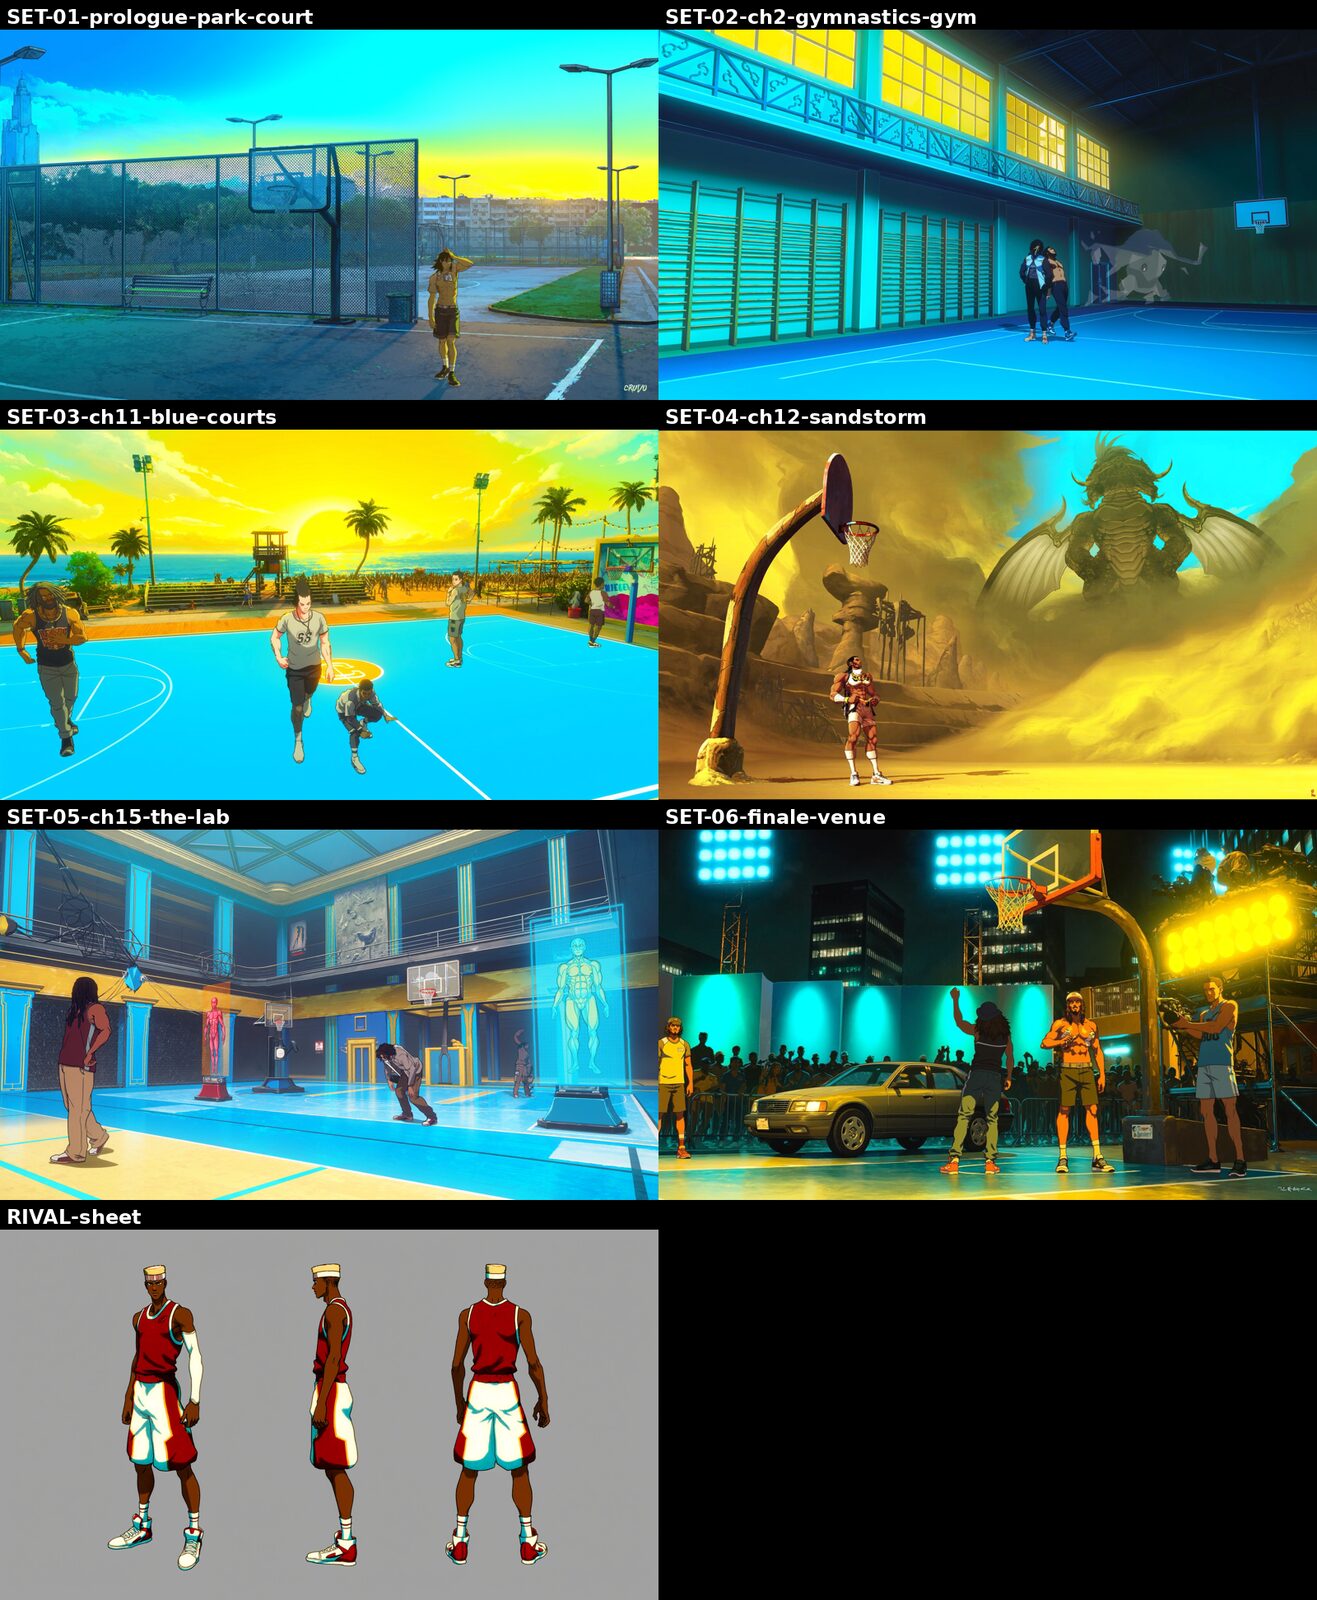 SET-01-prologue-park-court
SET-02-ch2-gymnastics-gym
SET-03-ch11-blue-courts
SET-04-ch12-sandstorm
SET-05-ch15-the-lab
SET-06-finale-venue
RIVAL-sheet